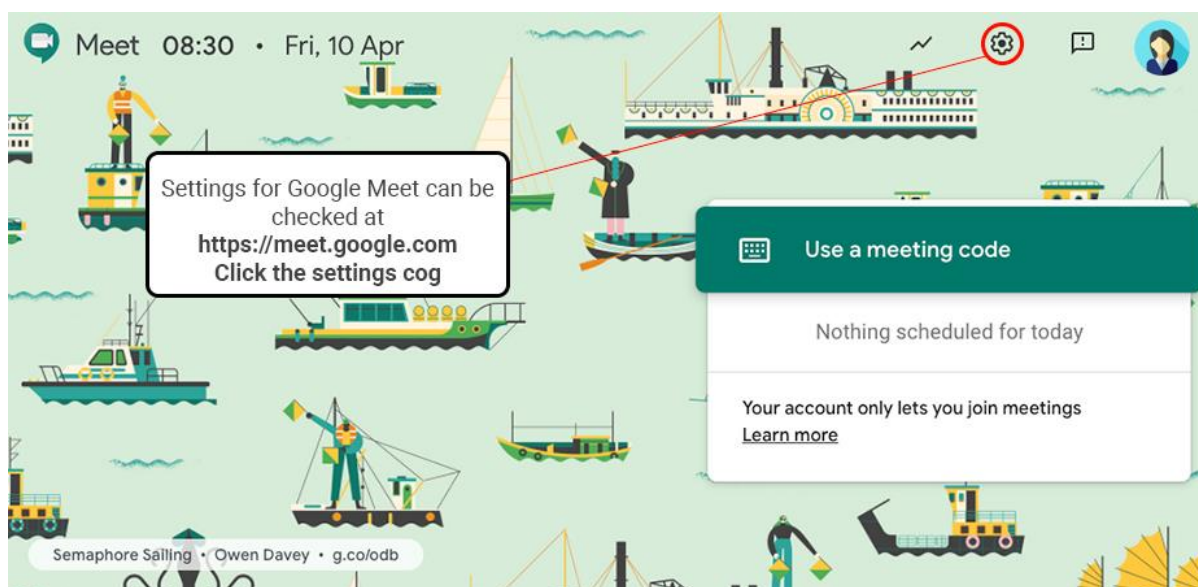 Meet 08:30 • Fri, 10 Apr
Settings for Google Meet can be
checked at
https://meet.google.com
Click the settings cog
Use a meeting code
Nothing scheduled for today
Your account only lets you join meetings
Learn more
Semaphore Sailing • Owen Davey • g.co/odb